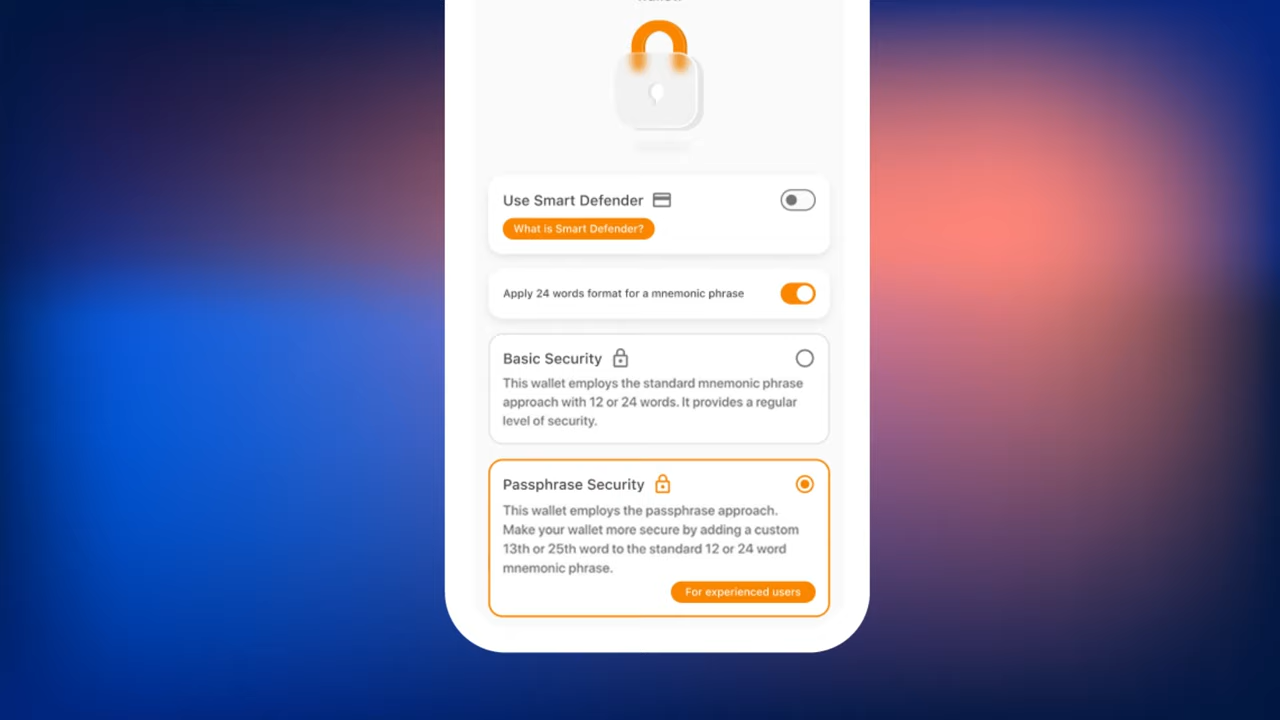 Use Smart Defender
What is Smart Defender?
Apply 24 words format for a mnemonic phrase
Basic Security
This wallet employs the standard mnemonic phrase
approach with 12 or 24 words. It provides a regular
level of security.
Passphrase Security
This wallet employs the passphrase approach.
Make your wallet more secure by adding a custom
13th or 25th word to the standard 12 or 24 word
mnemonic phrase.
For experienced users